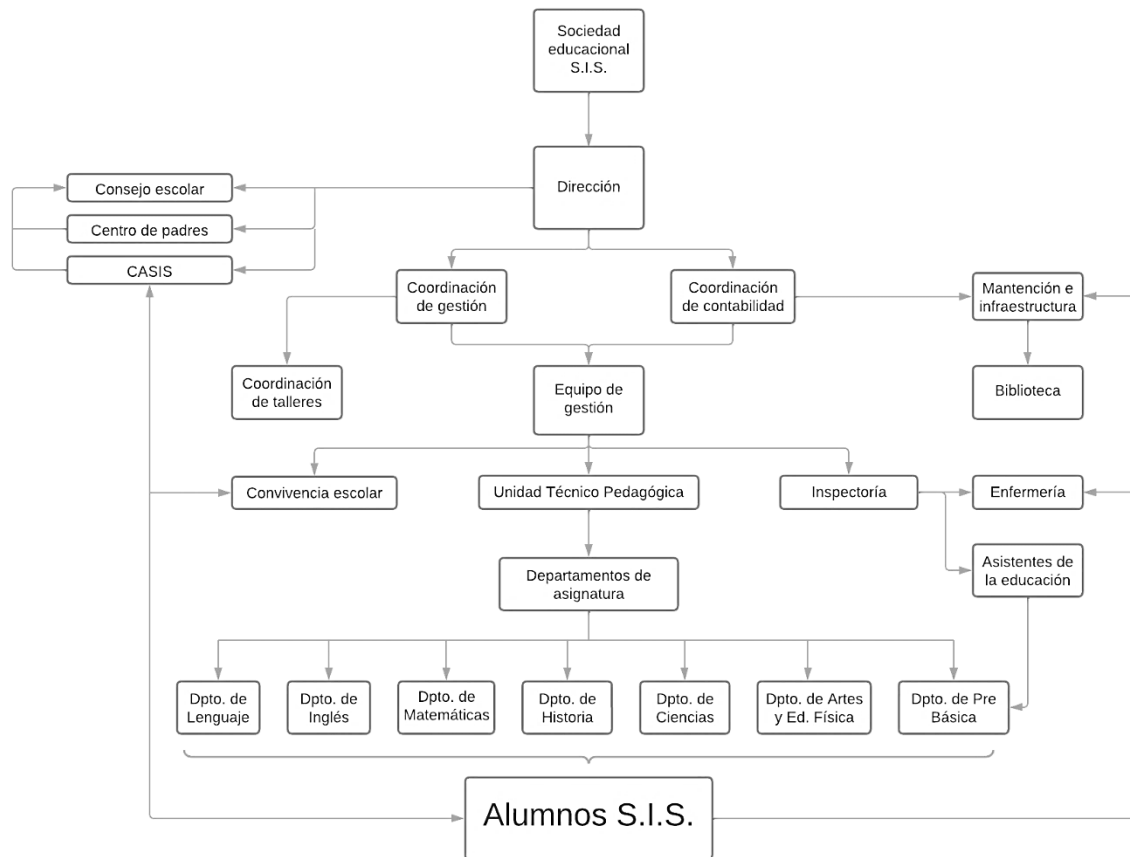 Sociedad
educacional
S.I.S.
Dirección
Consejo escolar
Centro de padres
CASIS
Coordinación
de gestión
Coordinación
de contabilidad
Mantención e
infraestructura
Coordinación
de talleres
Equipo de
gestión
Biblioteca
Convivencia escolar
Unidad Técnico Pedagógica
Inspectoría
Enfermería
Departamentos de
asignatura
Asistentes de
la educación
Dpto. de
Lenguaje
Dpto. de
Inglés
Dpto. de
Matemáticas
Dpto. de
Historia
Dpto. de
Ciencias
Dpto. de Artes
y Ed. Física
Dpto. de Pre
Básica
Alumnos S.I.S.